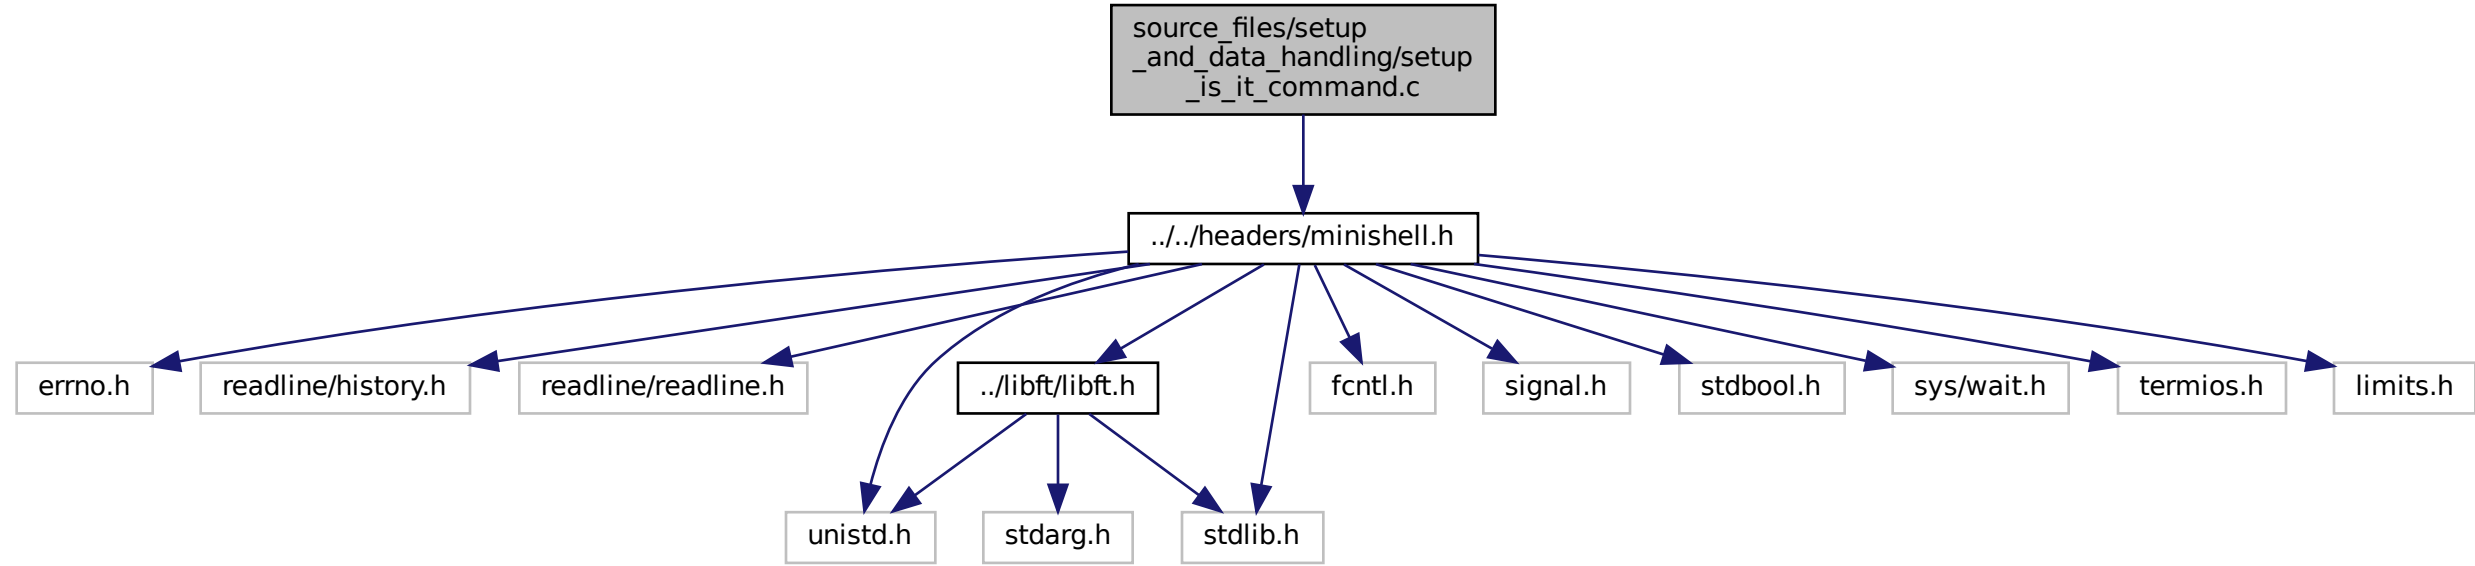 source_files/setup
_and_data_handling/setup
_is_it_command.c
../../headers/minishell.h
errno.h
readline/history.h
readline/readline.h
../libft/libft.h
fcntl.h
signal.h
stdbool.h
sys/wait.h
termios.h
limits.h
unistd.h
stdarg.h
stdlib.h